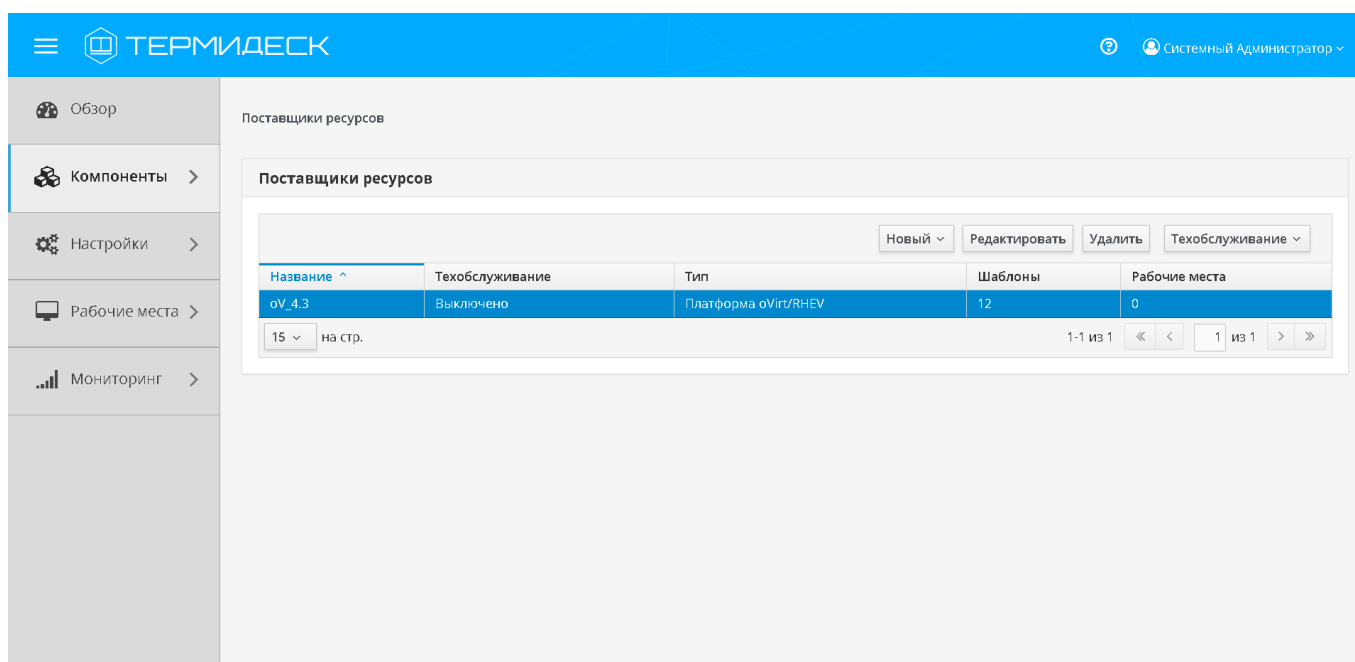 ТЕРМИДЕСК
Системный Администратор
Обзор
Компоненты
Настройки
Рабочие места
Мониторинг
Поставщики ресурсов
Поставщики ресурсов
Новый Редактировать Удалить Техобслуживание
Название Техобслуживание Тип Шаблоны Рабочие места
oV_4.3 Выключено Платформа oVirt/RHEV 12 0
15 на стр. 1-1 из 1 1 из 1